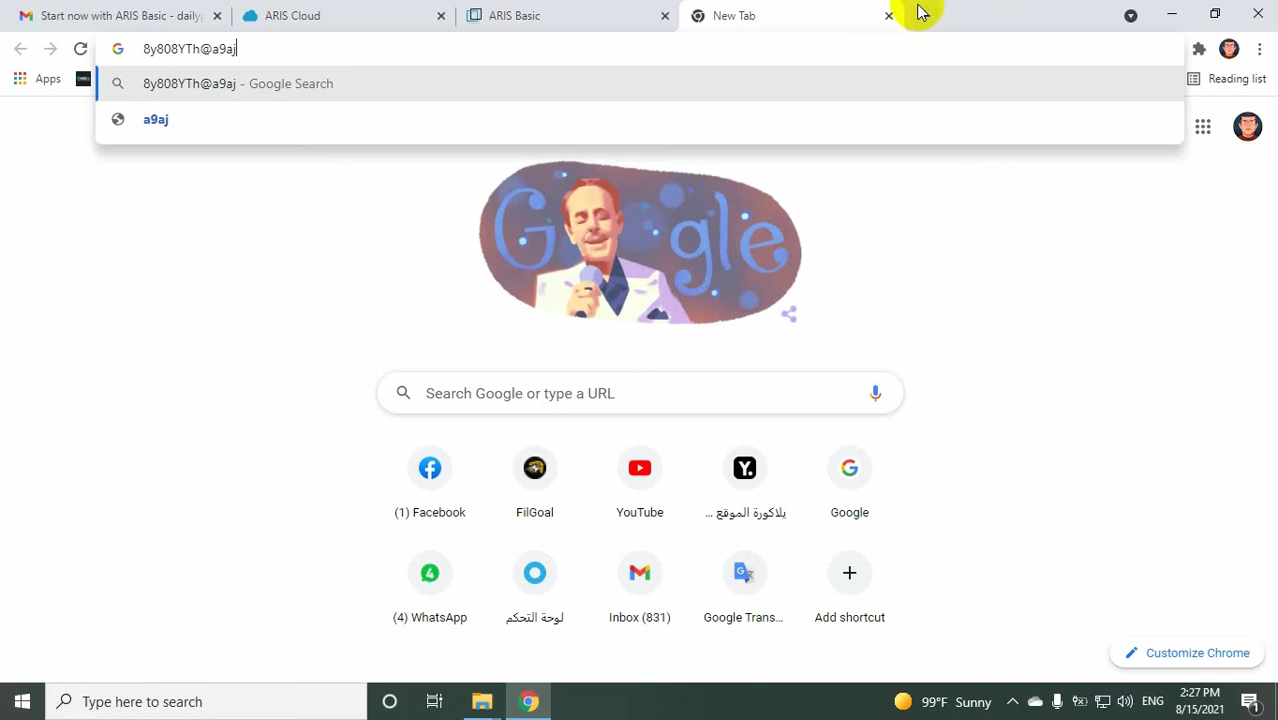 Start now with ARIS Basic - daily
ARIS Cloud
ARIS Basic
New Tab
8y808YTh@a9aj
8y808YTh@a9aj - Google Search
a9aj
Apps
Reading list
Google
Search Google or type a URL
(1) Facebook
FilGoal
YouTube
يلاكورة الموقع ...
Google
(4) WhatsApp
لوحة التحكم
Inbox (831)
Google Trans...
Add shortcut
Customize Chrome
Type here to search
99°F Sunny
ENG
2:27 PM
8/15/2021